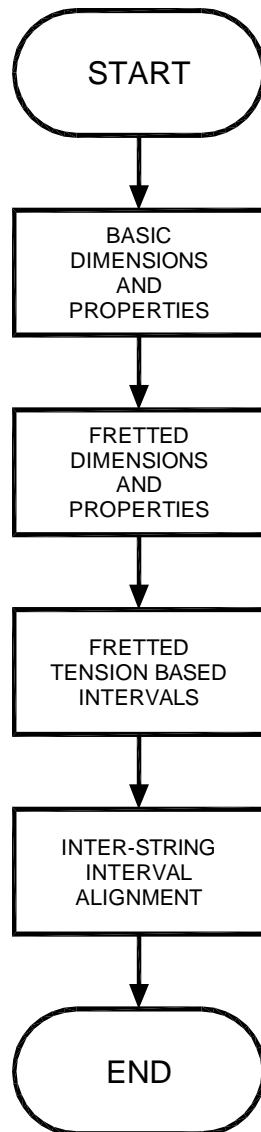 START
BASIC
DIMENSIONS
AND
PROPERTIES
FRETTED
DIMENSIONS
AND
PROPERTIES
FRETTED
TENSION BASED
INTERVALS
INTER-STRING
INTERVAL
ALIGNMENT
END